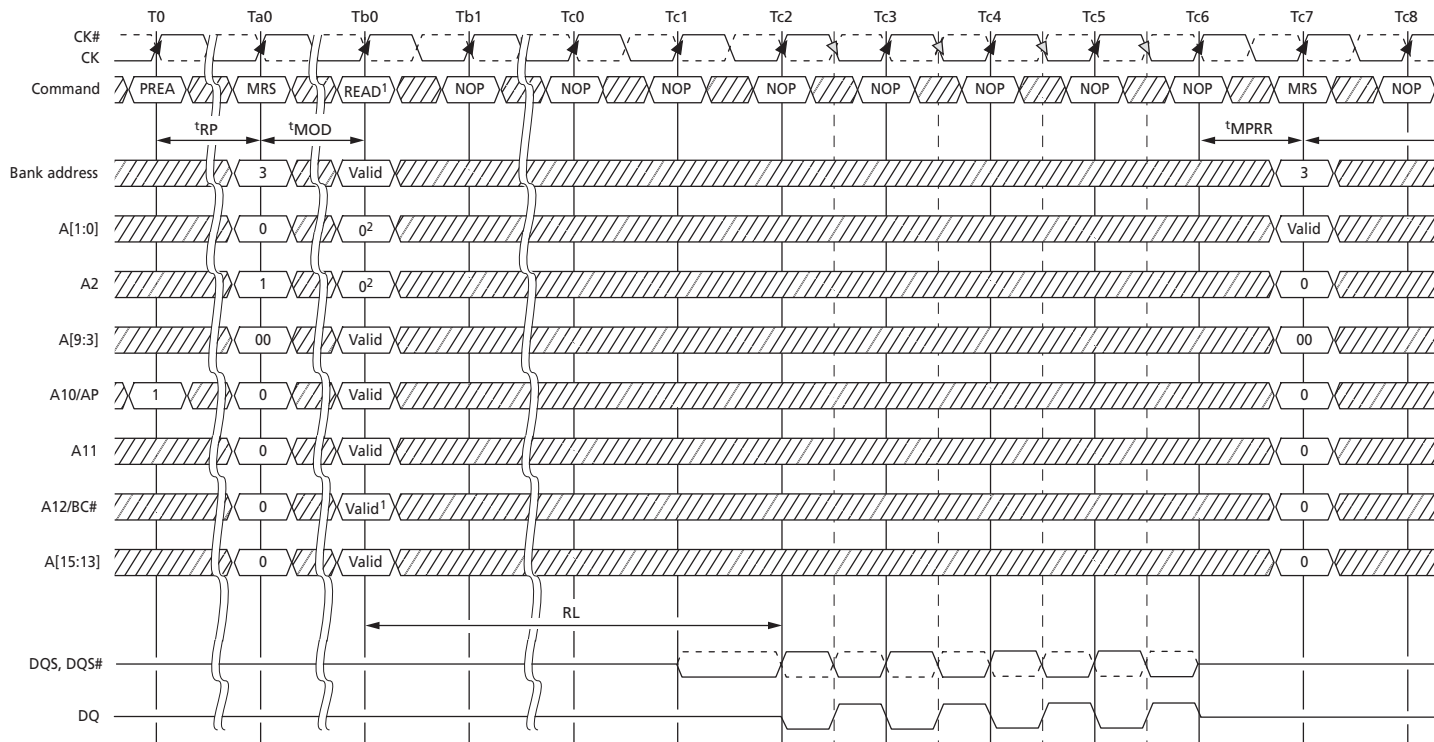 T0 Ta0 Tb0 Tb1 Tc0 Tc1 Tc2 Tc3 Tc4 Tc5 Tc6 Tc7 Tc8
CK#
CK
Command PREA MRS READ¹ NOP NOP NOP NOP NOP NOP NOP NOP MRS NOP
tRP tMOD tMPRR
Bank address 3 Valid 3
A[1:0] 0 0² Valid
A2 1 0² 0
A[9:3] 00 Valid 00
A10/AP 1 0 Valid 0
A11 0 Valid 0
A12/BC# 0 Valid¹ 0
A[15:13] 0 Valid 0
RL
DQS, DQS#
DQ